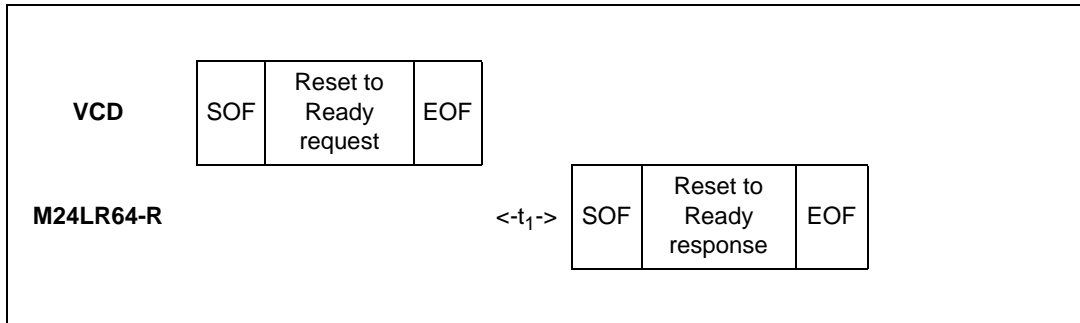 VCD
SOF
Reset to
Ready
request
EOF
M24LR64-R
<-t₁->
SOF
Reset to
Ready
response
EOF